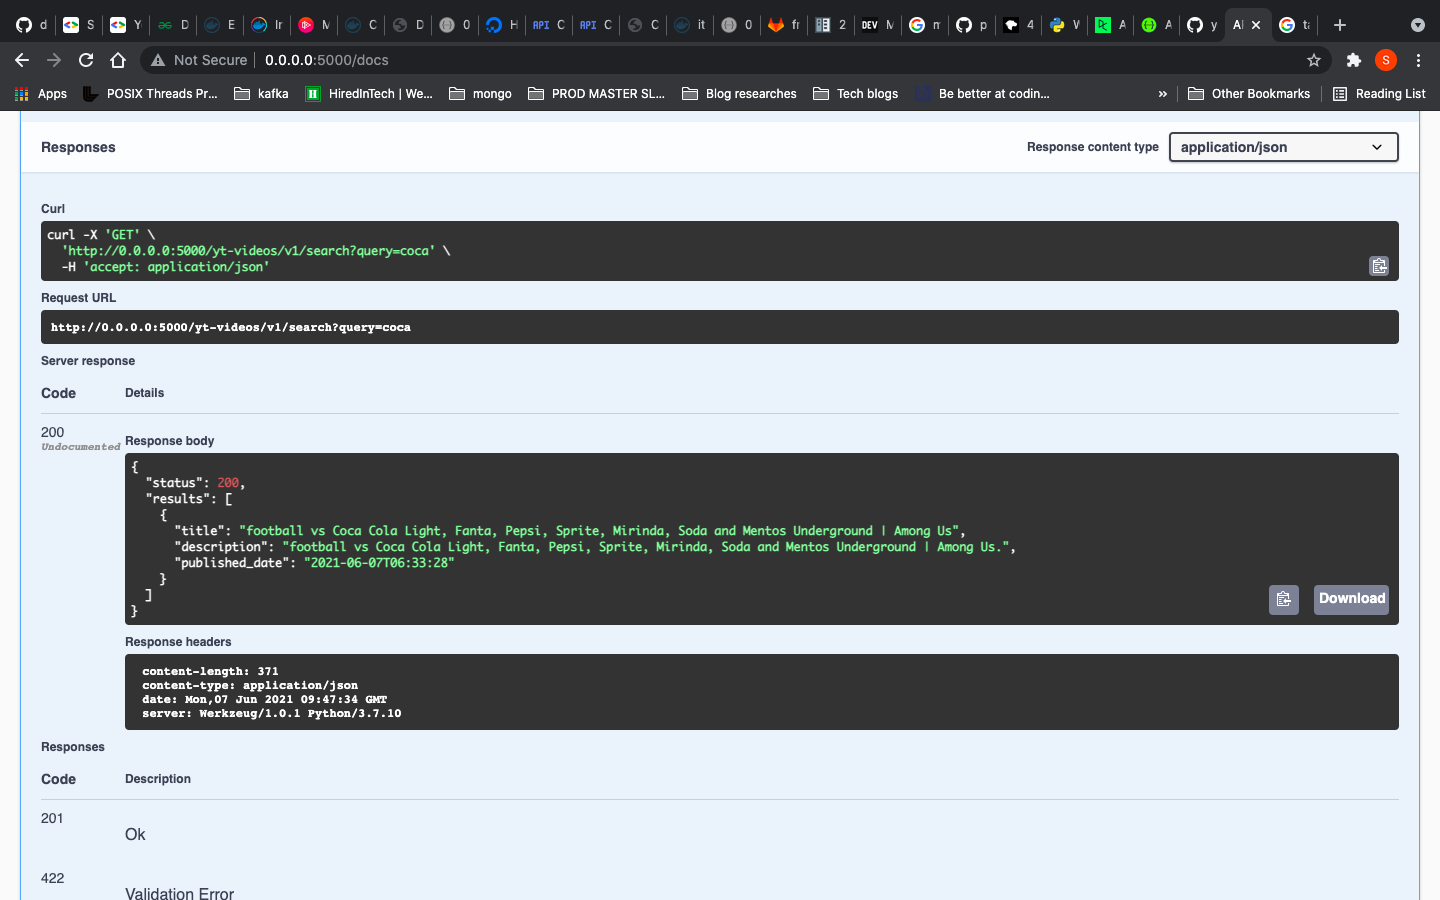 d S Y D E Ir M C C D 0 H API C API C C it 0 fr 2 DEV M n p 4 V A A y A ta
Not Secure 0.0.0.0:5000/docs S
Apps POSIX Threads Pr... kafka H HiredInTech | We... mongo PROD MASTER SL... Blog researches Tech blogs Be better at codin... » Other Bookmarks Reading List
Responses Response content type application/json
Curl
curl -X 'GET' \
'http://0.0.0.0:5000/yt-videos/v1/search?query=coca' \
-H 'accept: application/json'
Request URL
http://0.0.0.0:5000/yt-videos/v1/search?query=coca
Server response
Code Details
200
Undocumented
Response body
{
"status": 200,
"results": [
{
"title": "football vs Coca Cola Light, Fanta, Pepsi, Sprite, Mirinda, Soda and Mentos Underground | Among Us",
"description": "football vs Coca Cola Light, Fanta, Pepsi, Sprite, Mirinda, Soda and Mentos Underground | Among Us.",
"published_date": "2021-06-07T06:33:28"
}
]
}
Download
Response headers
content-length: 371
content-type: application/json
date: Mon,07 Jun 2021 09:47:34 GMT
server: Werkzeug/1.0.1 Python/3.7.10
Responses
Code Description
201
Ok
422
Validation Error